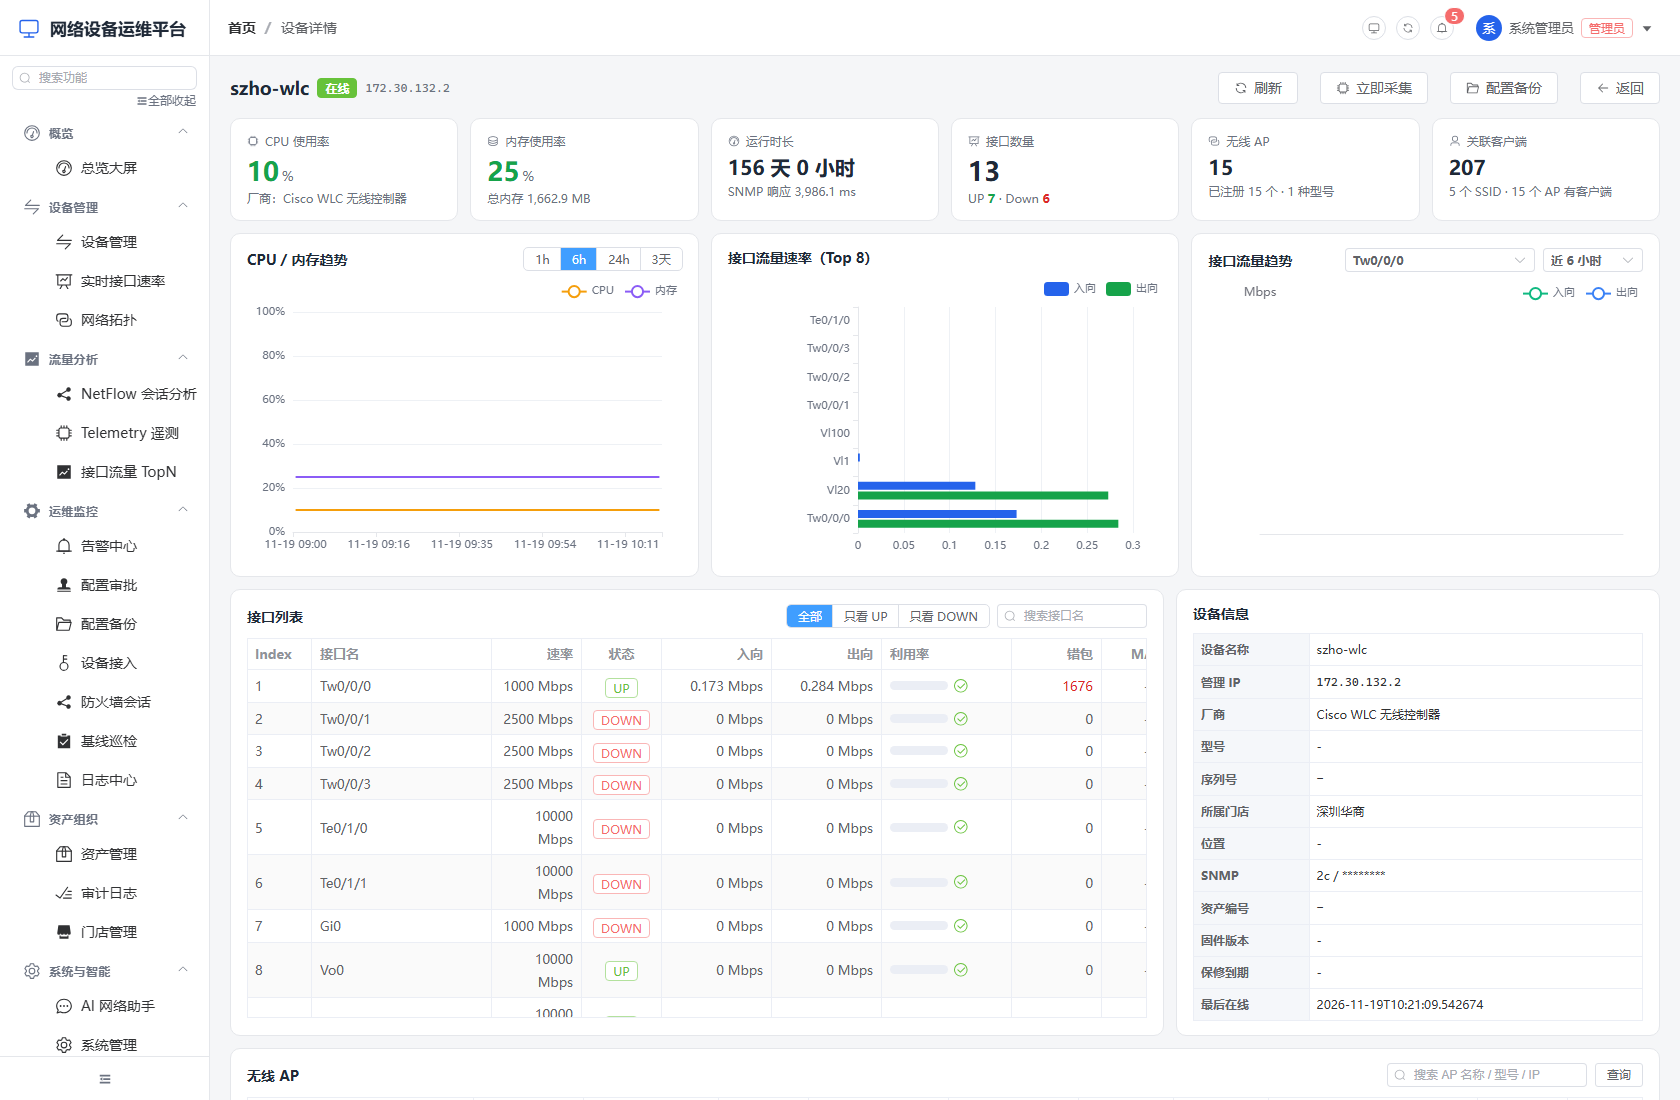 网络设备运维平台
搜索功能
全部收起
概览
总览大屏
设备管理
设备管理
实时接口速率
网络拓扑
流量分析
NetFlow 会话分析
Telemetry 遥测
接口流量 TopN
运维监控
告警中心
配置审批
配置备份
设备接入
防火墙会话
基线巡检
日志中心
资产组织
资产管理
审计日志
门店管理
系统与智能
AI 网络助手
系统管理
首页 / 设备详情
5
系 系统管理员 管理员
szho-wlc 在线 172.30.132.2
刷新 立即采集 配置备份 返回
CPU 使用率
10 %
厂商：Cisco WLC 无线控制器
内存使用率
25 %
总内存 1,662.9 MB
运行时长
156 天 0 小时
SNMP 响应 3,986.1 ms
接口数量
13
UP 7 · Down 6
无线 AP
15
已注册 15 个 · 1 种型号
关联客户端
207
5 个 SSID · 15 个 AP 有客户端
CPU / 内存趋势
1h 6h 24h 3天
CPU 内存
100%
80%
60%
40%
20%
0%
11-19 09:00 11-19 09:16 11-19 09:35 11-19 09:54 11-19 10:11
接口流量速率（Top 8）
入向 出向
Te0/1/0
Tw0/0/3
Tw0/0/2
Tw0/0/1
Vl100
Vl1
Vl20
Tw0/0/0
0 0.05 0.1 0.15 0.2 0.25 0.3
接口流量趋势 Tw0/0/0 近 6 小时
Mbps 入向 出向
接口列表 全部 只看 UP 只看 DOWN 搜索接口名
Index 接口名 速率 状态 入向 出向 利用率 错包
1 Tw0/0/0 1000 Mbps UP 0.173 Mbps 0.284 Mbps 1676
2 Tw0/0/1 2500 Mbps DOWN 0 Mbps 0 Mbps 0
3 Tw0/0/2 2500 Mbps DOWN 0 Mbps 0 Mbps 0
4 Tw0/0/3 2500 Mbps DOWN 0 Mbps 0 Mbps 0
5 Te0/1/0 10000 Mbps DOWN 0 Mbps 0 Mbps 0
6 Te0/1/1 10000 Mbps DOWN 0 Mbps 0 Mbps 0
7 Gi0 1000 Mbps DOWN 0 Mbps 0 Mbps 0
8 Vo0 10000 Mbps UP 0 Mbps 0 Mbps 0
10000
设备信息
设备名称 szho-wlc
管理 IP 172.30.132.2
厂商 Cisco WLC 无线控制器
型号 -
序列号 -
所属门店 深圳华商
位置 -
SNMP 2c / ********
资产编号 -
固件版本 -
保修到期 -
最后在线 2026-11-19T10:21:09.542674
无线 AP 搜索 AP 名称 / 型号 / IP 查询